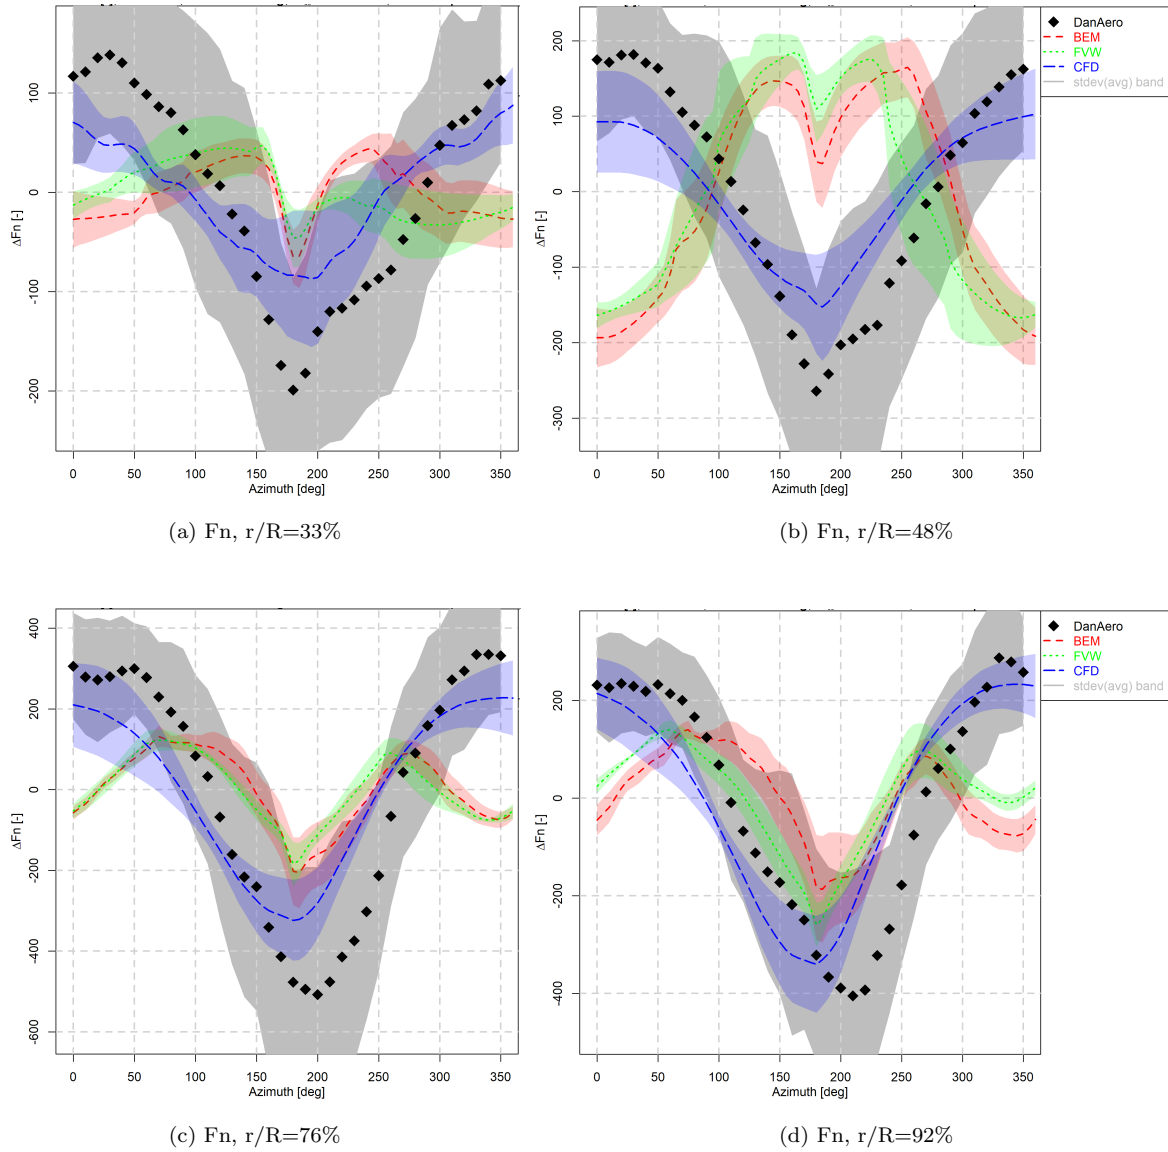 100
0
-100
-200
ΔFn [-]
0 50 100 150 200 250 300 350
Azimuth [deg]
(a) Fn, r/R=33%
200
100
0
-100
-200
-300
ΔFn [-]
0 50 100 150 200 250 300 350
Azimuth [deg]
DanAero
BEM
FVW
CFD
stdev(avg) band
(b) Fn, r/R=48%
400
200
0
-200
-400
-600
ΔFn [-]
0 50 100 150 200 250 300 350
Azimuth [deg]
(c) Fn, r/R=76%
200
0
-200
-400
ΔFn [-]
0 50 100 150 200 250 300 350
Azimuth [deg]
DanAero
BEM
FVW
CFD
stdev(avg) band
(d) Fn, r/R=92%